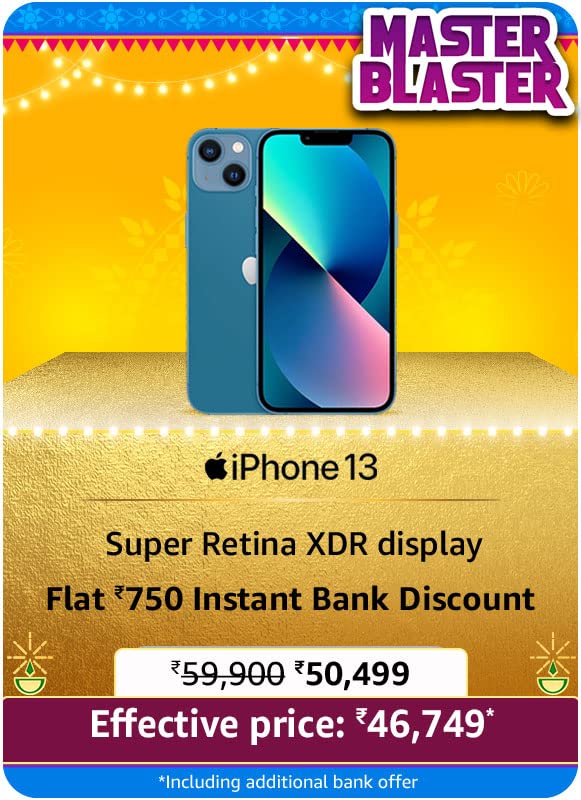 MASTER
BLASTER
iPhone 13
Super Retina XDR display
Flat ₹750 Instant Bank Discount
₹59,900 ₹50,499
Effective price: ₹46,749*
*Including additional bank offer